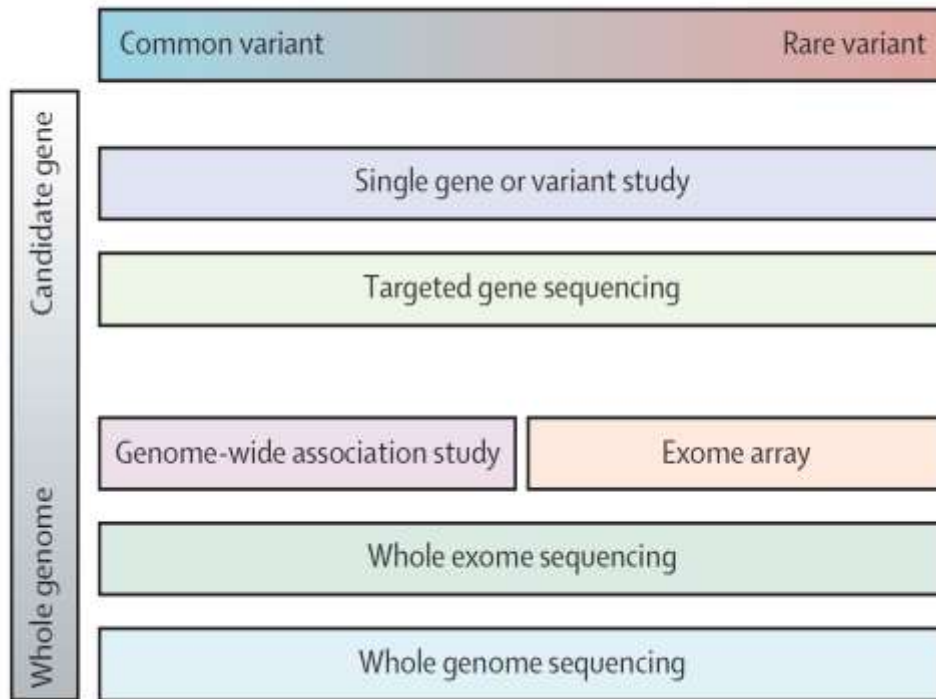 Common variant
Rare variant
Candidate gene
Single gene or variant study
Targeted gene sequencing
Whole genome
Genome-wide association study
Exome array
Whole exome sequencing
Whole genome sequencing